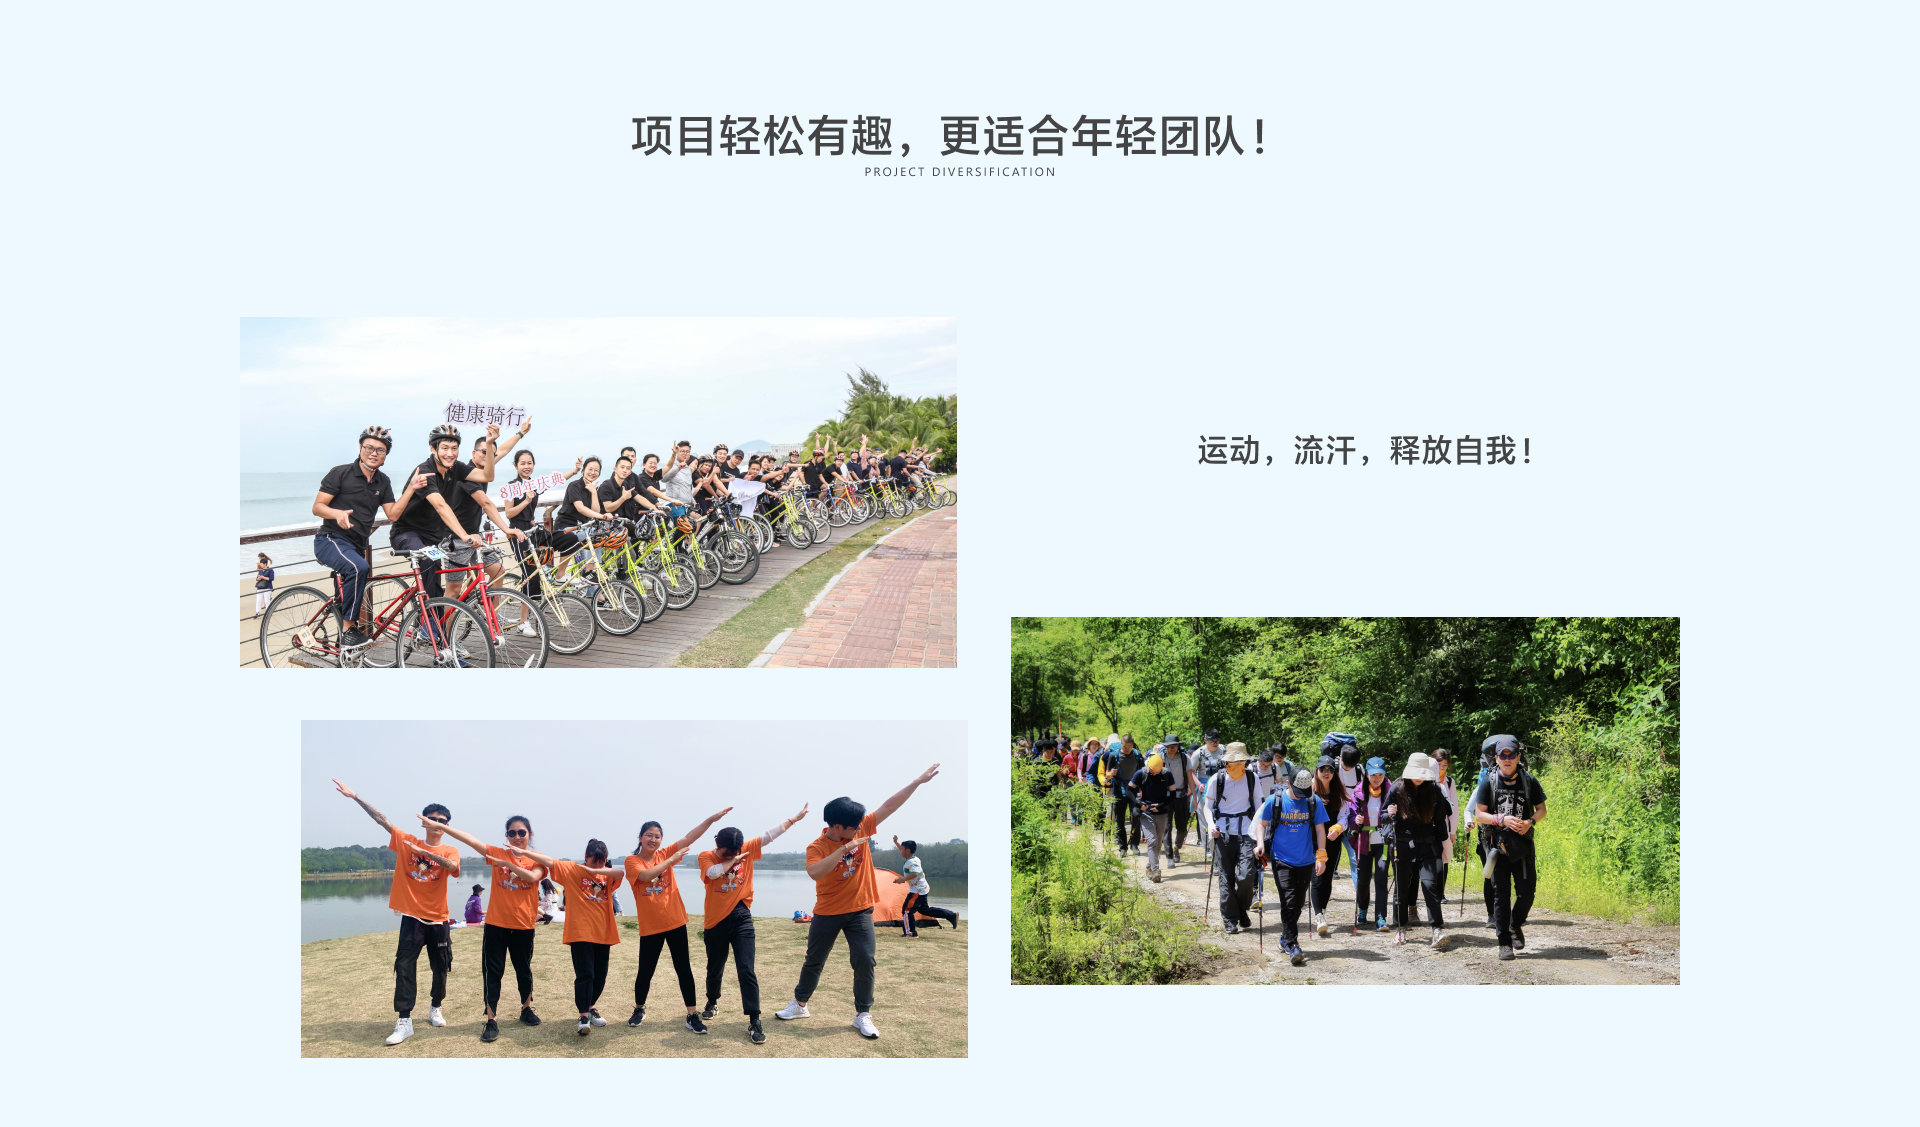 项目轻松有趣，更适合年轻团队！
PROJECT DIVERSIFICATION
健康骑行
8周年庆典
运动，流汗，释放自我！
WARRIORS